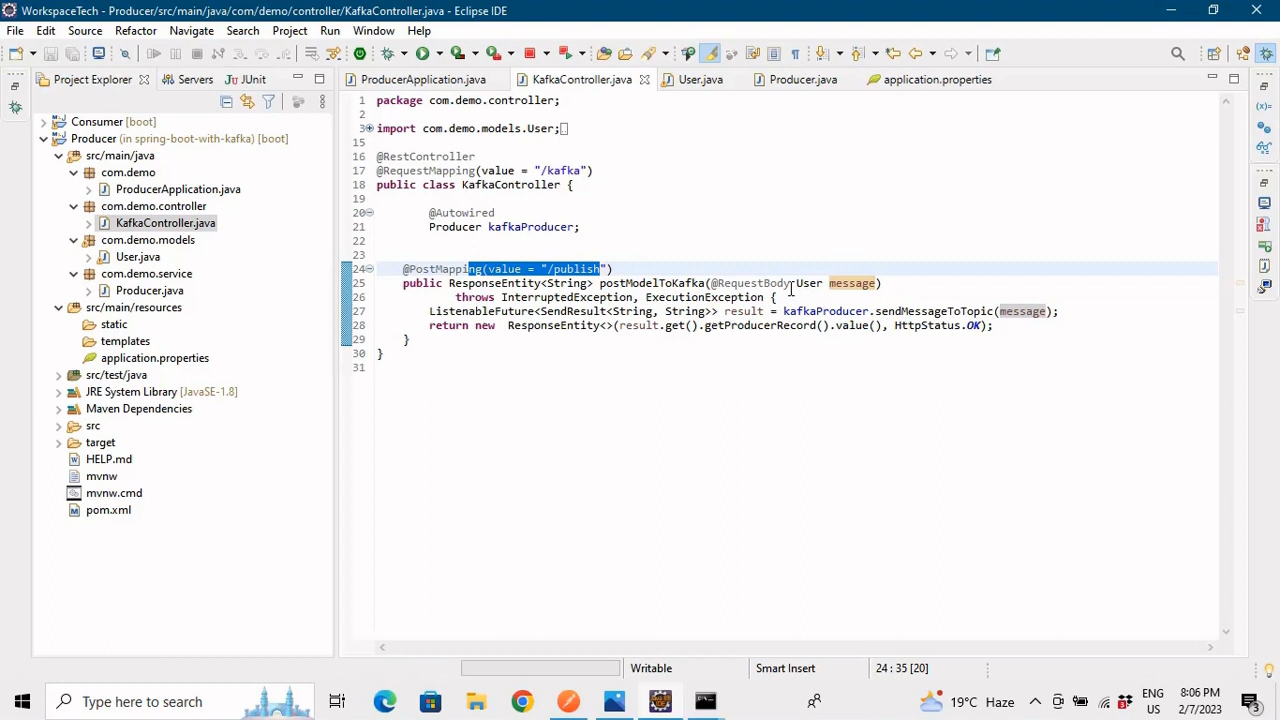 WorkspaceTech - Producer/src/main/java/com/demo/controller/KafkaController.java - Eclipse IDE
File Edit Source Refactor Navigate Search Project Run Window Help
Project Explorer Servers JUnit
Consumer [boot]
Producer (in spring-boot-with-kafka) [boot]
src/main/java
com.demo
ProducerApplication.java
com.demo.controller
KafkaController.java
com.demo.models
User.java
com.demo.service
Producer.java
src/main/resources
static
templates
application.properties
src/test/java
JRE System Library [JavaSE-1.8]
Maven Dependencies
src
target
HELP.md
mvnw
mvnw.cmd
pom.xml
ProducerApplication.java KafkaController.java User.java Producer.java application.properties
1 package com.demo.controller;
2
3 import com.demo.models.User;
15
16 @RestController
17 @RequestMapping(value = "/kafka")
18 public class KafkaController {
19
20 @Autowired
21 Producer kafkaProducer;
22
23
24 @PostMapping(value = "/publish")
25 public ResponseEntity<String> postModelToKafka(@RequestBody User message)
26 throws InterruptedException, ExecutionException {
27 ListenableFuture<SendResult<String, String>> result = kafkaProducer.sendMessageToTopic(message);
28 return new ResponseEntity<>(result.get().getProducerRecord().value(), HttpStatus.OK);
29 }
30 }
31
Writable Smart Insert 24 : 35 [20]
Type here to search
19°C Haze
ENG
US
8:06 PM
2/7/2023
3